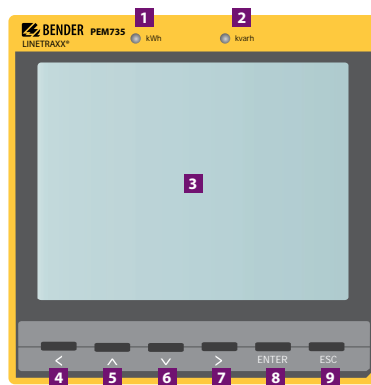 1 2
BENDER PEM735
LINETRAXX®
kWh kvarh
3
< ∧ ∨ > ENTER ESC
4 5 6 7 8 9